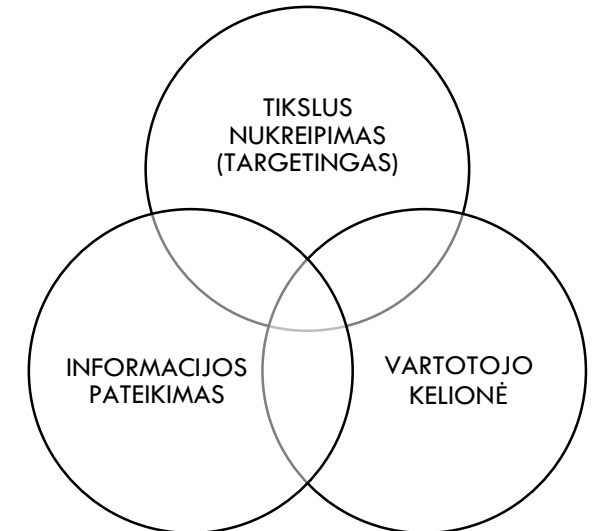 TIKSLUS
NUKREIPIMAS
(TARGETINGAS)
INFORMACIJOS
PATEIKIMAS
VARTOTOJO
KELIONĖ